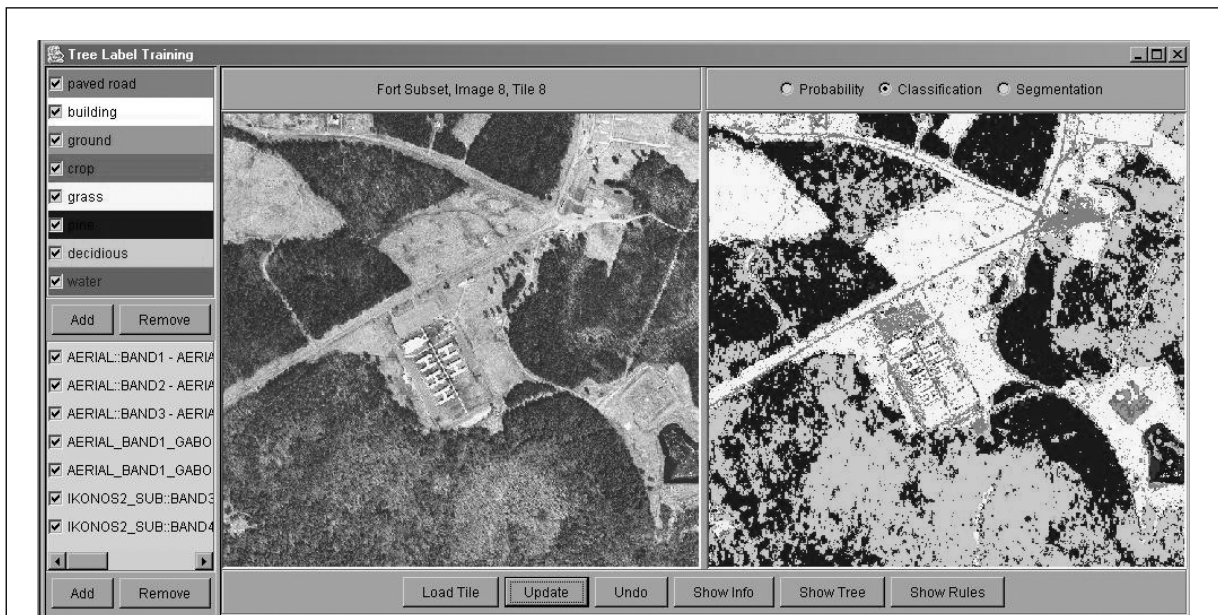 Tree Label Training
paved road
building
ground
crop
grass
pine
decidious
water
Add Remove
AERIAL::BAND1 - AERIA
AERIAL::BAND2 - AERIA
AERIAL::BAND3 - AERIA
AERIAL_BAND1_GABO
AERIAL_BAND1_GABO
IKONOS2_SUB::BAND3
IKONOS2_SUB::BAND4
Add Remove
Fort Subset, Image 8, Tile 8
Probability Classification Segmentation
Load Tile Update Undo Show Info Show Tree Show Rules